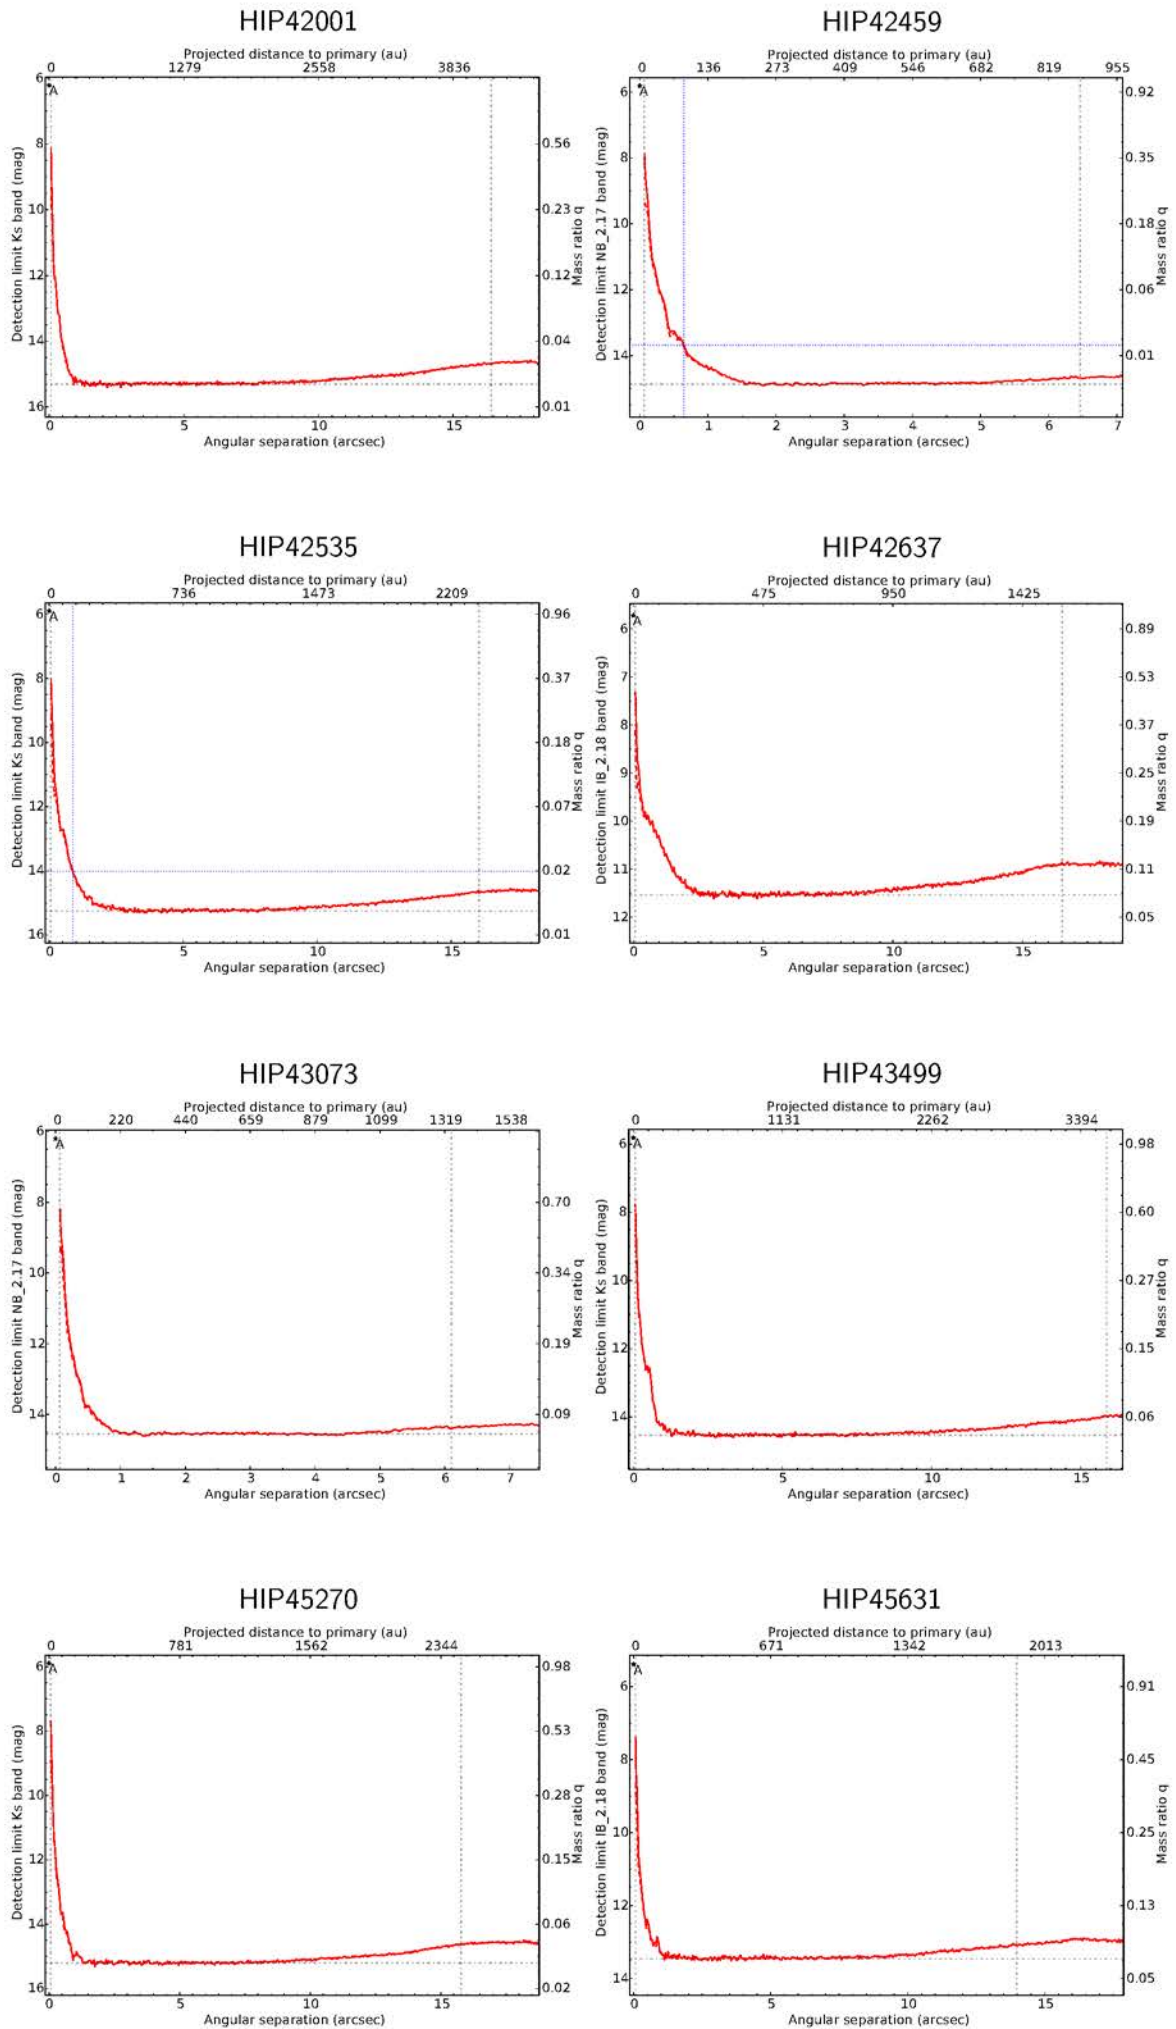 HIP42001
Projected distance to primary (au)
0 1279 2558 3836
A
Detection limit Ks band (mag)
6
8
10
12
14
16
0.56
0.23
0.12
0.04
0.01
Mass ratio q
0 5 10 15
Angular separation (arcsec)
HIP42459
Projected distance to primary (au)
0 136 273 409 546 682 819 955
A
Detection limit NB_2.17 band (mag)
6
8
10
12
14
0.92
0.35
0.18
0.06
0.01
Mass ratio q
0 1 2 3 4 5 6 7
Angular separation (arcsec)
HIP42535
Projected distance to primary (au)
0 736 1473 2209
A
Detection limit Ks band (mag)
6
8
10
12
14
16
0.96
0.37
0.18
0.07
0.02
0.01
Mass ratio q
0 5 10 15
Angular separation (arcsec)
HIP42637
Projected distance to primary (au)
0 475 950 1425
A
Detection limit IB_2.18 band (mag)
6
7
8
9
10
11
12
0.89
0.53
0.37
0.25
0.19
0.11
0.05
Mass ratio q
0 5 10 15
Angular separation (arcsec)
HIP43073
Projected distance to primary (au)
0 220 440 659 879 1099 1319 1538
A
Detection limit NB_2.17 band (mag)
6
8
10
12
14
0.70
0.34
0.19
0.09
Mass ratio q
0 1 2 3 4 5 6 7
Angular separation (arcsec)
HIP43499
Projected distance to primary (au)
0 1131 2262 3394
A
Detection limit Ks band (mag)
6
8
10
12
14
0.98
0.60
0.27
0.15
0.06
Mass ratio q
0 5 10 15
Angular separation (arcsec)
HIP45270
Projected distance to primary (au)
0 781 1562 2344
A
Detection limit Ks band (mag)
6
8
10
12
14
16
0.98
0.53
0.28
0.15
0.06
0.02
Mass ratio q
0 5 10 15
Angular separation (arcsec)
HIP45631
Projected distance to primary (au)
0 671 1342 2013
A
Detection limit IB_2.18 band (mag)
6
8
10
12
14
0.91
0.45
0.25
0.13
0.05
Mass ratio q
0 5 10 15
Angular separation (arcsec)